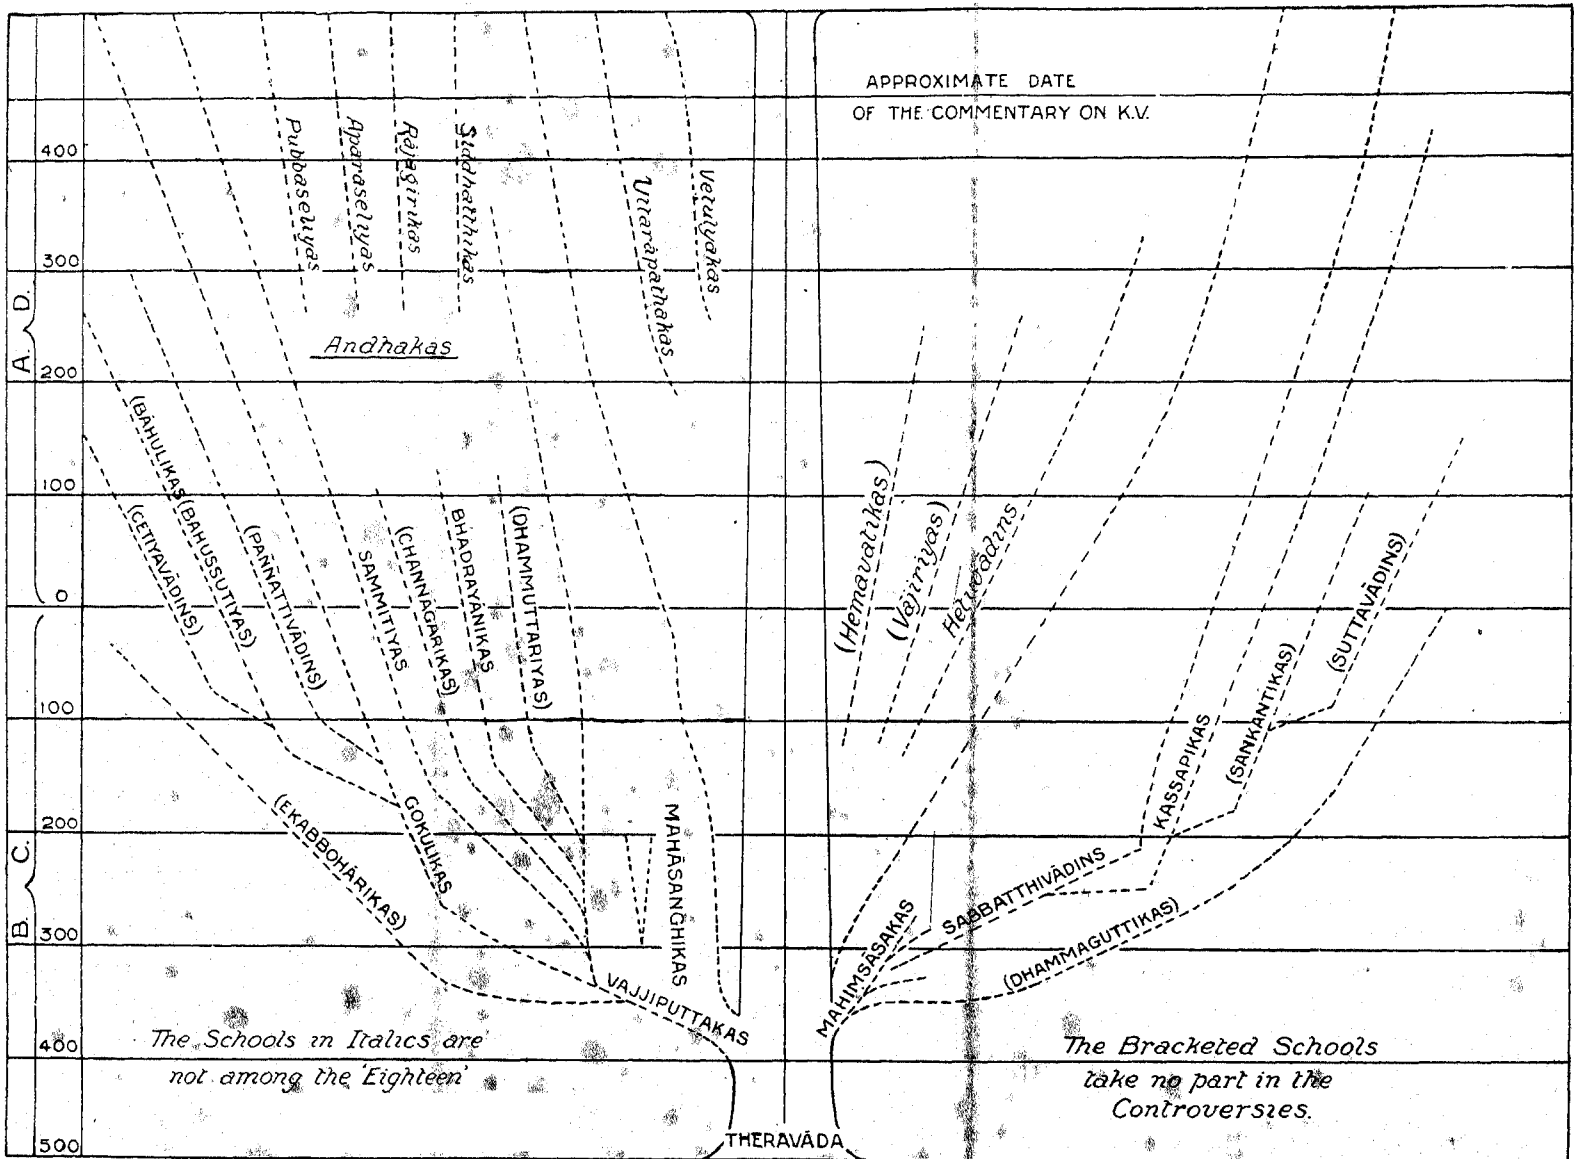 APPROXIMATE DATE
OF THE COMMENTARY ON K.V.
400
300
200
100
0
100
200
300
400
500
A. D.
B. C.
Pubbaseliyas
Aparaseliyas
Rājagirikas
Siddhatthikas
Uttarāpathakas
Vetulyakas
Andhakas
(BAHULIKAS)
(BAHUSSUTIYAS)
(CETIYAVĀDINS)
(PAÑÑATTIVĀDINS)
SAMMITIYAS
(CHANNAGARIKAS)
BHADRAYĀNIKAS
(DHAMMUTTARIYAS)
(EKABBOHĀRIKAS)
GOKULIKAS
MAHĀSANGHIKAS
VAJJIPUTTAKAS
(Hemavatikas)
(Vājiriyas)
Hetuvādins
(SUTTAVĀDINS)
(SANKANTIKAS)
KASSAPIKAS
SABBATTHIVĀDINS
MAHIMSĀSAKAS
(DHAMMAGUTTIKAS)
The Schools in Italics are
not among the 'Eighteen'
The Bracketed Schools
take no part in the
Controversies.
THERAVĀDA